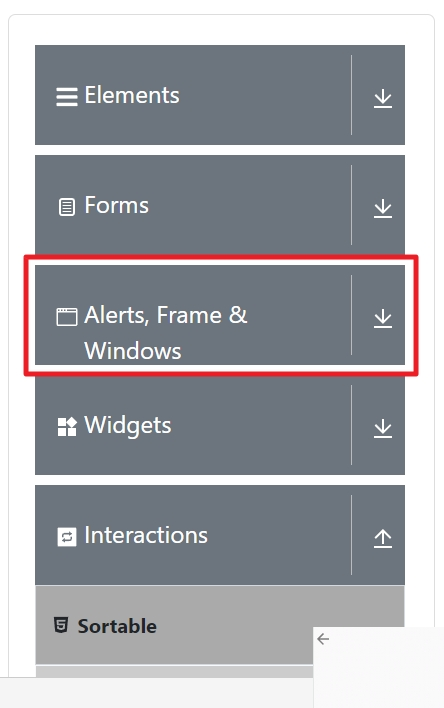 Elements
Forms
Alerts, Frame &
Windows
Widgets
Interactions
Sortable